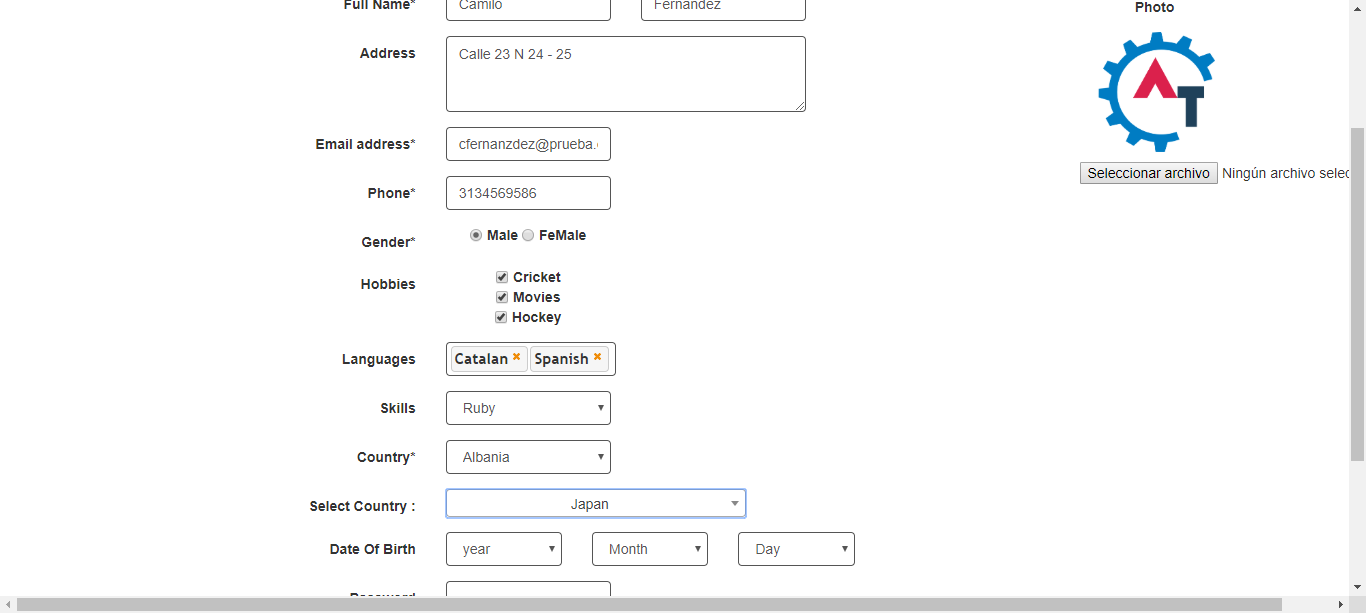 Full Name* Camilo Fernandez
Photo
Address Calle 23 N 24 - 25
Email address* cfernanzdez@prueba.
Seleccionar archivo Ningún archivo selec
Phone* 3134569586
Gender* Male FeMale
Hobbies Cricket
Movies
Hockey
Languages Catalan Spanish
Skills Ruby
Country* Albania
Select Country : Japan
Date Of Birth year Month Day
Password